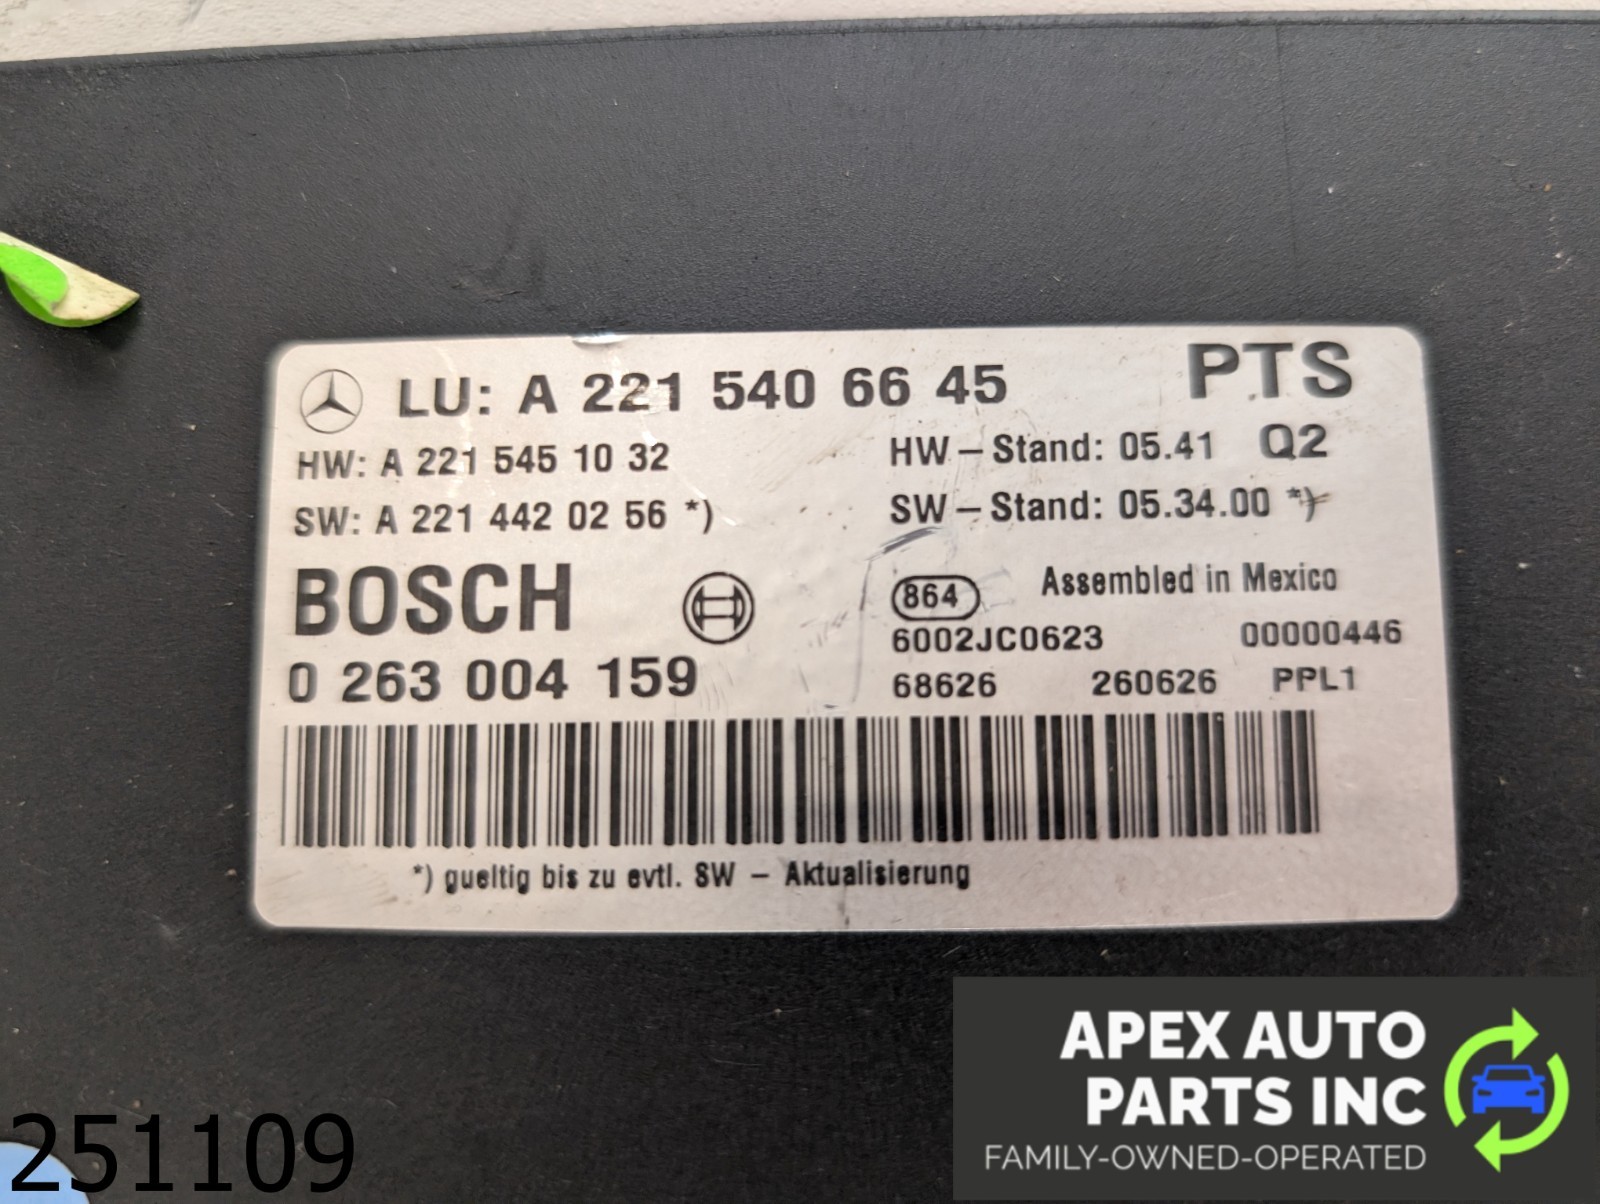 LU: A 221 540 66 45 PTS
HW: A 221 545 10 32 HW – Stand: 05.41 Q2
SW: A 221 442 02 56 *) SW – Stand: 05.34.00 *)
BOSCH 864 Assembled in Mexico
6002JC0623 00000446
0 263 004 159 68626 260626 PPL1
*) gueltig bis zu evtl. SW – Aktualisierung
APEX AUTO
PARTS INC
FAMILY-OWNED-OPERATED
251109